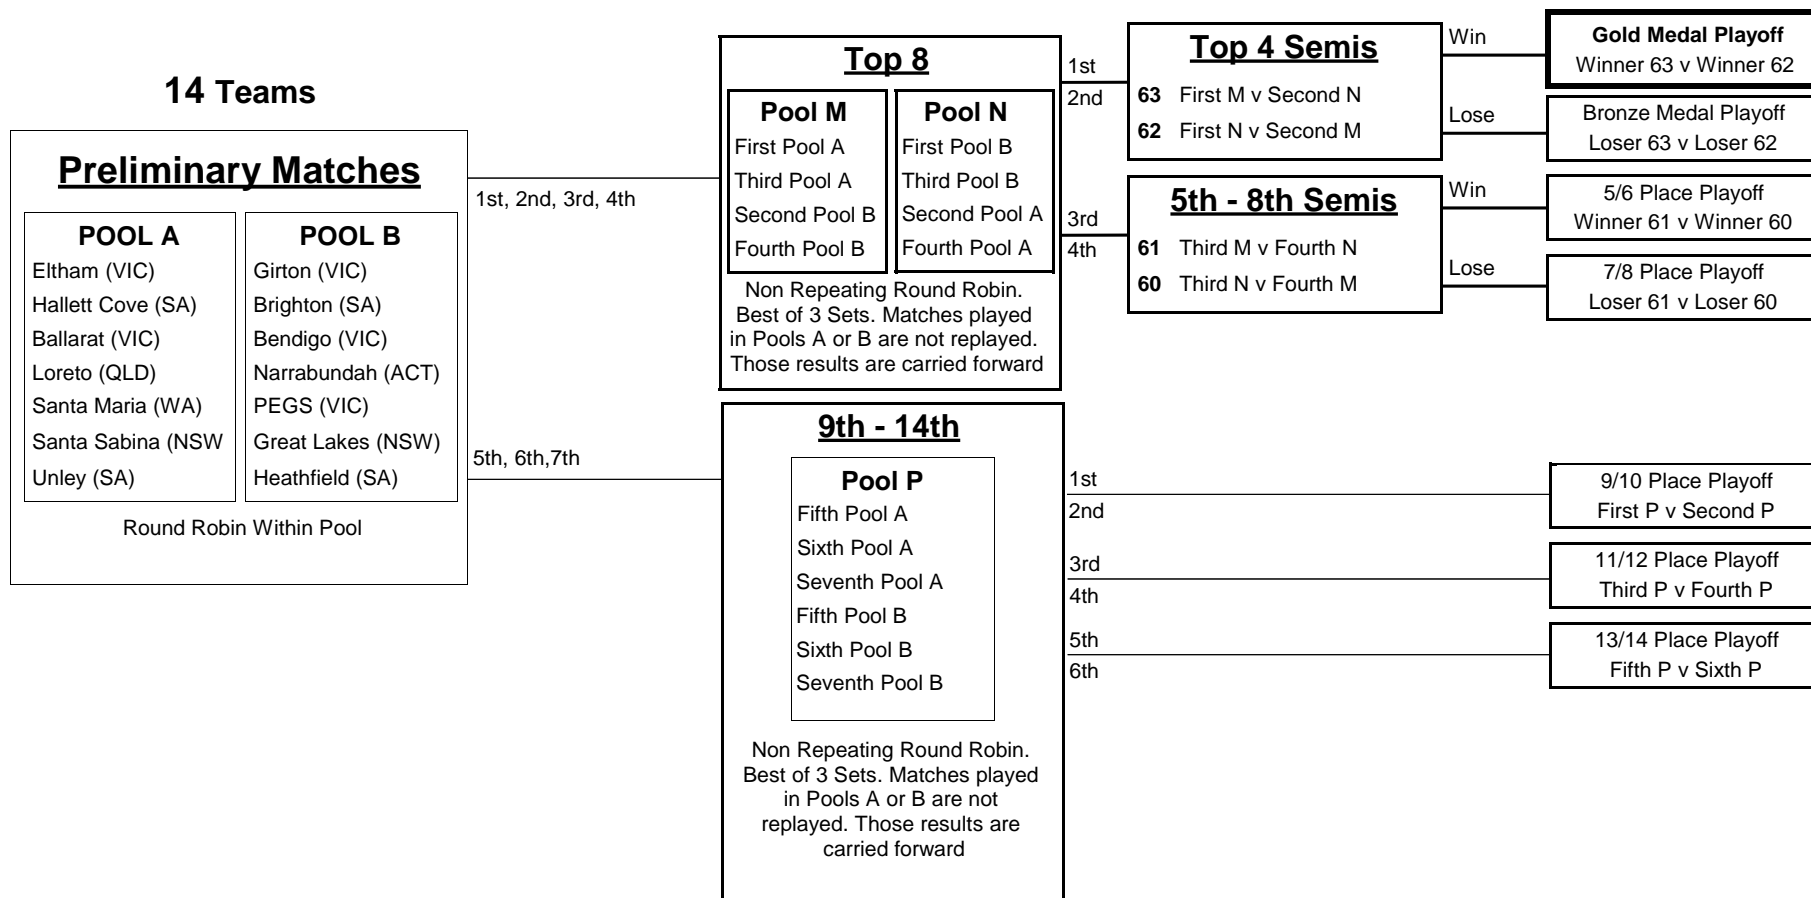 14 Teams
Preliminary Matches
POOL A
Eltham (VIC)
Hallett Cove (SA)
Ballarat (VIC)
Loreto (QLD)
Santa Maria (WA)
Santa Sabina (NSW
Unley (SA)
POOL B
Girton (VIC)
Brighton (SA)
Bendigo (VIC)
Narrabundah (ACT)
PEGS (VIC)
Great Lakes (NSW)
Heathfield (SA)
Round Robin Within Pool
1st, 2nd, 3rd, 4th
5th, 6th,7th
Top 8
Pool M
First Pool A
Third Pool A
Second Pool B
Fourth Pool B
Pool N
First Pool B
Third Pool B
Second Pool A
Fourth Pool A
Non Repeating Round Robin.
Best of 3 Sets. Matches played
in Pools A or B are not replayed.
Those results are carried forward
9th - 14th
Pool P
Fifth Pool A
Sixth Pool A
Seventh Pool A
Fifth Pool B
Sixth Pool B
Seventh Pool B
Non Repeating Round Robin.
Best of 3 Sets. Matches played
in Pools A or B are not
replayed. Those results are
carried forward
1st
2nd
3rd
4th
Top 4 Semis
63 First M v Second N
62 First N v Second M
5th - 8th Semis
61 Third M v Fourth N
60 Third N v Fourth M
Win
Lose
Win
Lose
Gold Medal Playoff
Winner 63 v Winner 62
Bronze Medal Playoff
Loser 63 v Loser 62
5/6 Place Playoff
Winner 61 v Winner 60
7/8 Place Playoff
Loser 61 v Loser 60
1st
2nd
3rd
4th
5th
6th
9/10 Place Playoff
First P v Second P
11/12 Place Playoff
Third P v Fourth P
13/14 Place Playoff
Fifth P v Sixth P